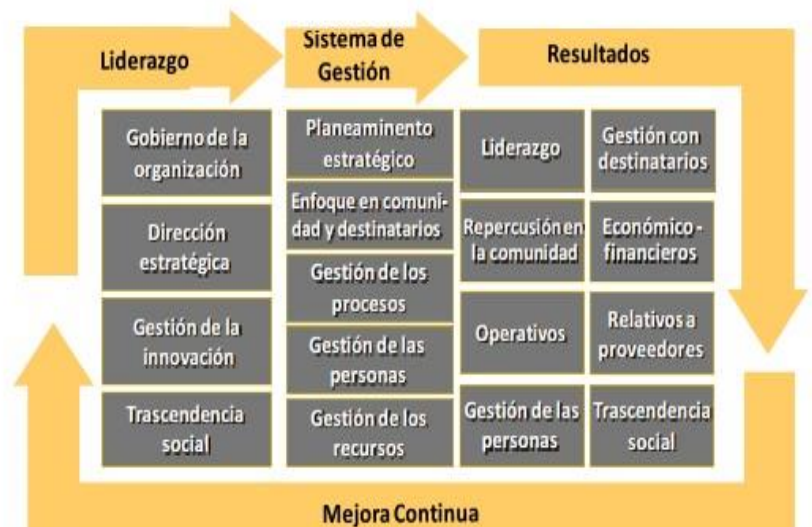 Liderazgo
Sistema de
Gestión
Resultados
Gobierno de la
organización
Dirección
estratégica
Gestión de la
innovación
Trascendencia
social
Planeaminento
estratégico
Enfoque en comuni-
dad y destinatarios
Gestión de los
procesos
Gestión de las
personas
Gestión de los
recursos
Liderazgo
Gestión con
destinatarios
Repercusión en
la comunidad
Económico -
financieros
Operativos
Relativos a
proveedores
Gestión de las
personas
Trascendencia
social
Mejora Continua